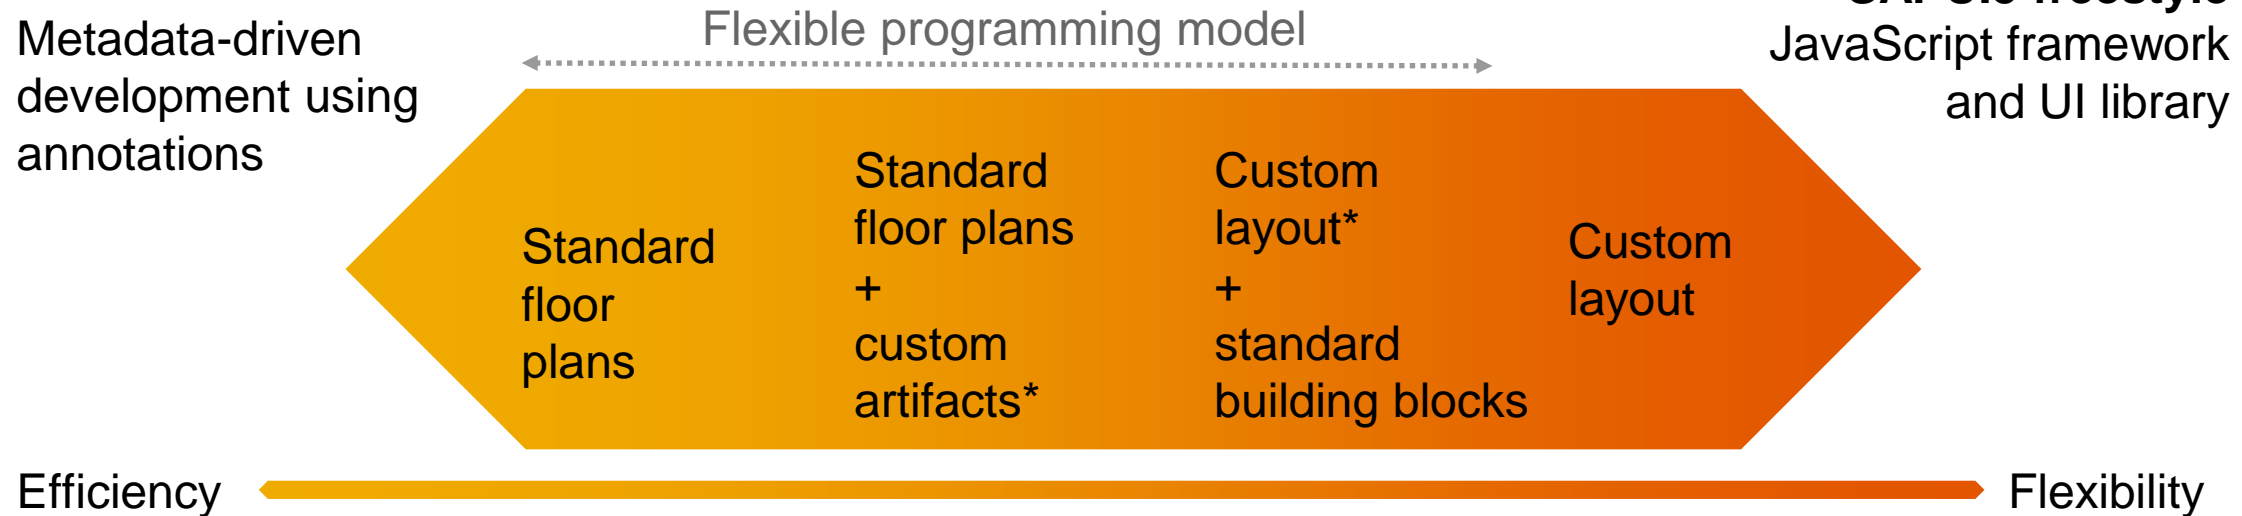 Metadata-driven
development using
annotations
Flexible programming model
JavaScript framework
and UI library
Standard
floor
plans
Standard
floor plans
+
custom
artifacts*
Custom
layout*
+
standard
building blocks
Custom
layout
Efficiency
Flexibility